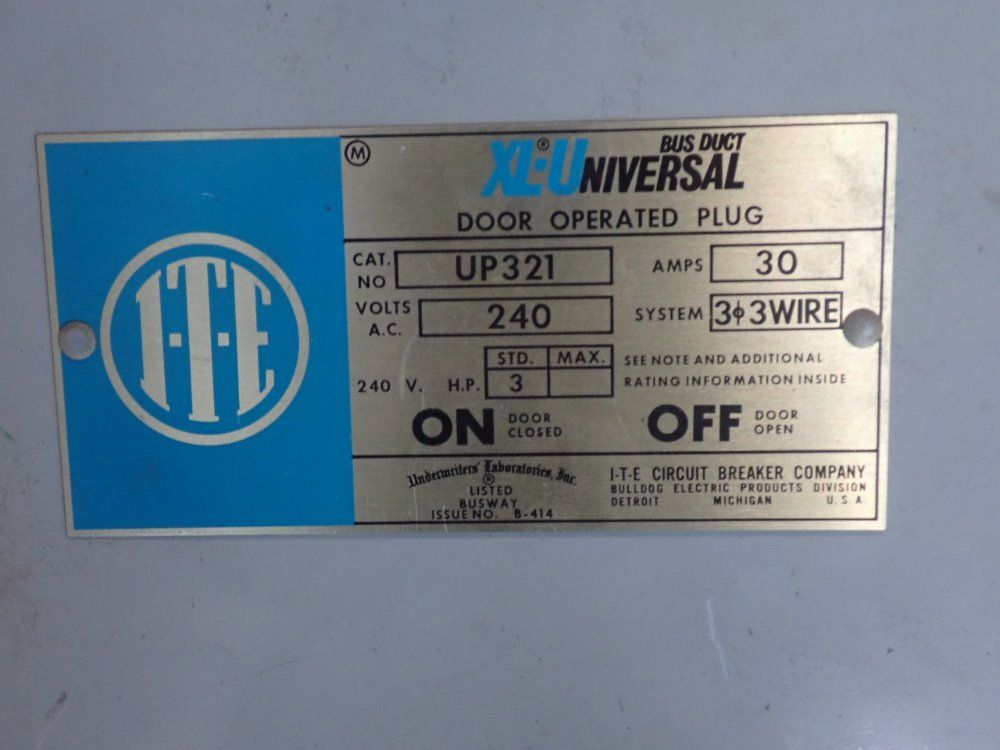 I-T-E
Ⓜ
XL-UNIVERSAL® BUS DUCT
DOOR OPERATED PLUG
CAT. NO UP321 AMPS 30
VOLTS A.C. 240 SYSTEM 3ϕ3WIRE
STD. MAX. SEE NOTE AND ADDITIONAL
240 V. H.P. 3 RATING INFORMATION INSIDE
ON DOOR CLOSED OFF DOOR OPEN
Underwriters' Laboratories, Inc.
®
LISTED
BUSWAY
ISSUE NO. B-414
I-T-E CIRCUIT BREAKER COMPANY
BULLDOG ELECTRIC PRODUCTS DIVISION
DETROIT MICHIGAN U.S.A.